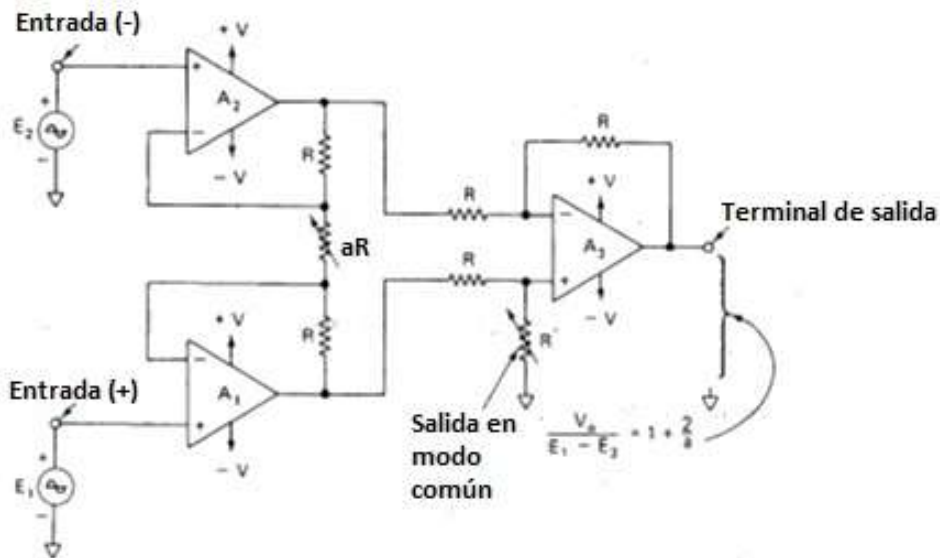 Entrada (-)
+ V
+
A2
E2
+
-
-
- V
R
aR
R
R
R
R
+ V
-
A3
+
- V
R
Terminal de salida
+ V
-
A1
+
- V
Entrada (+)
+
E1
-
Salida en
modo
común
Vo
E1 - E3 = 1 + 2
a